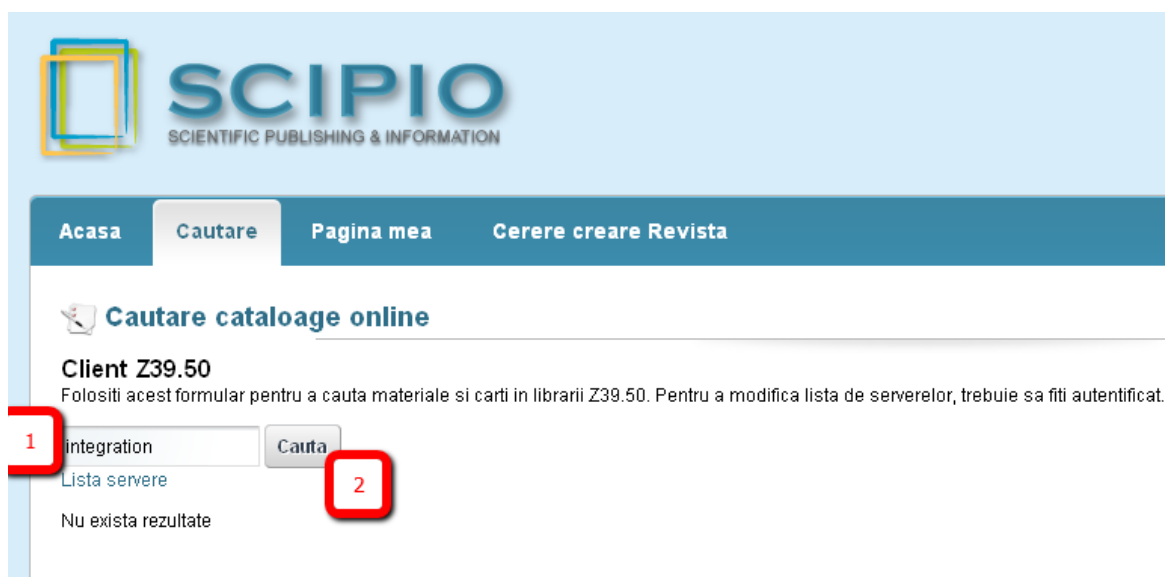 SCIPIO
SCIENTIFIC PUBLISHING & INFORMATION
Acasa Cautare Pagina mea Cerere creare Revista
Cautare cataloage online
Client Z39.50
Folositi acest formular pentru a cauta materiale si carti in librarii Z39.50. Pentru a modifica lista de serverelor, trebuie sa fiti autentificat.
1 integration Cauta
Lista servere 2
Nu exista rezultate